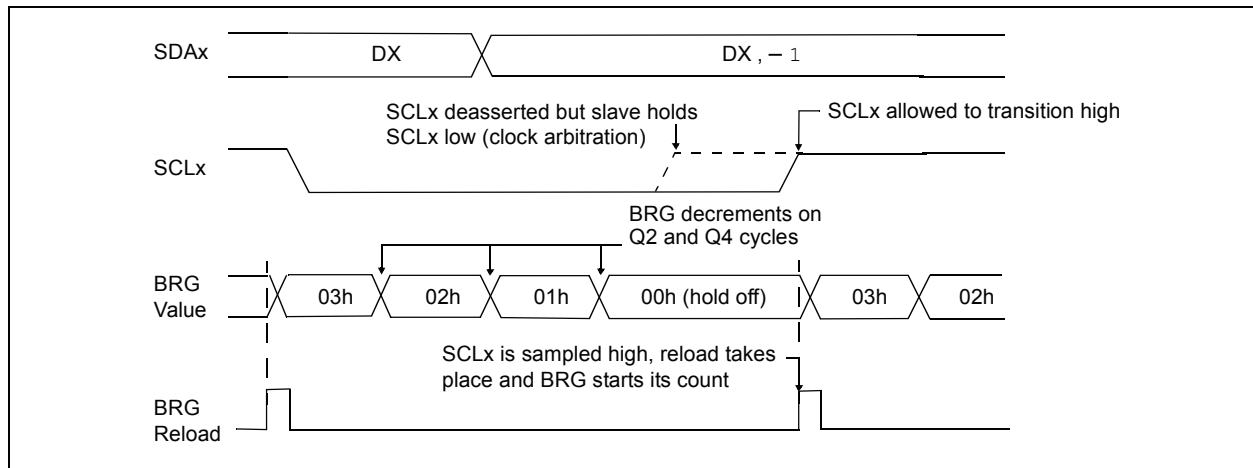 SDAx
DX
DX , – 1
SCLx deasserted but slave holds
SCLx low (clock arbitration)
SCLx allowed to transition high
SCLx
BRG decrements on
Q2 and Q4 cycles
BRG
Value
03h
02h
01h
00h (hold off)
03h
02h
SCLx is sampled high, reload takes
place and BRG starts its count
BRG
Reload